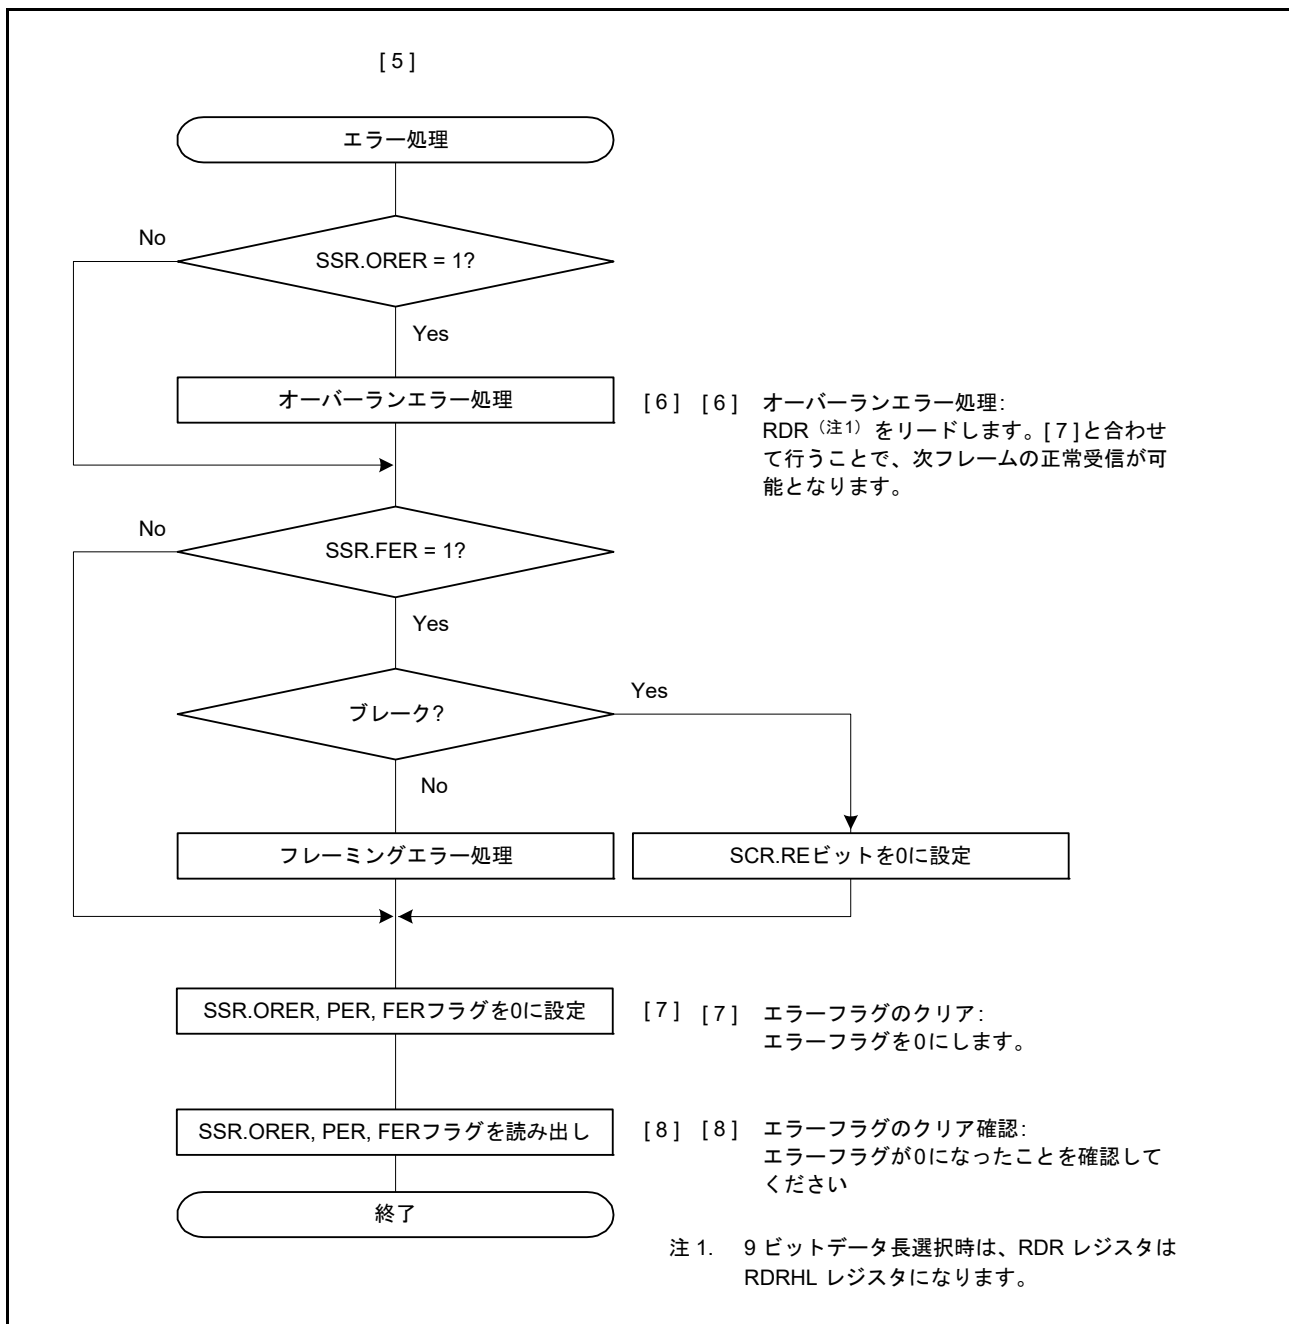 [ 5 ]
エラー処理
No
SSR.ORER = 1?
Yes
オーバーランエラー処理
[ 6 ]
[ 6 ] オーバーランエラー処理:
RDR（注1）をリードします。[ 7 ]と合わせ
て行うことで、次フレームの正常受信が可
能となります。
No
SSR.FER = 1?
Yes
ブレーク?
Yes
No
フレーミングエラー処理
SCR.REビットを0に設定
SSR.ORER, PER, FERフラグを0に設定
[ 7 ]
[ 7 ] エラーフラグのクリア:
エラーフラグを0にします。
SSR.ORER, PER, FERフラグを読み出し
[ 8 ]
[ 8 ] エラーフラグのクリア確認:
エラーフラグが0になったことを確認して
ください
終了
注 1. 9 ビットデータ長選択時は、RDR レジスタは
RDRHL レジスタになります。